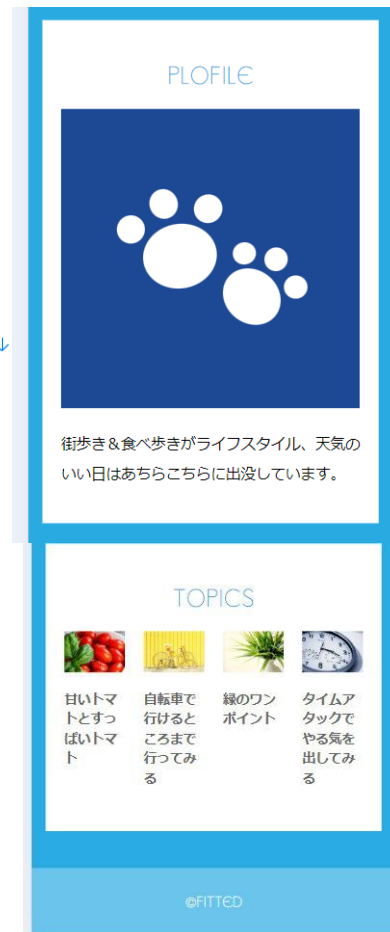 PLOFILE
街歩き＆食べ歩きがライフスタイル、天気の
いい日はあちらこちらに出没しています。
TOPICS
甘いトマ
トとすっ
ぱいトマ
ト
自転車で
行けると
ころまで
行ってみ
る
緑のワン
ポイント
タイムア
タックで
やる気を
出してみ
る
©FITTED